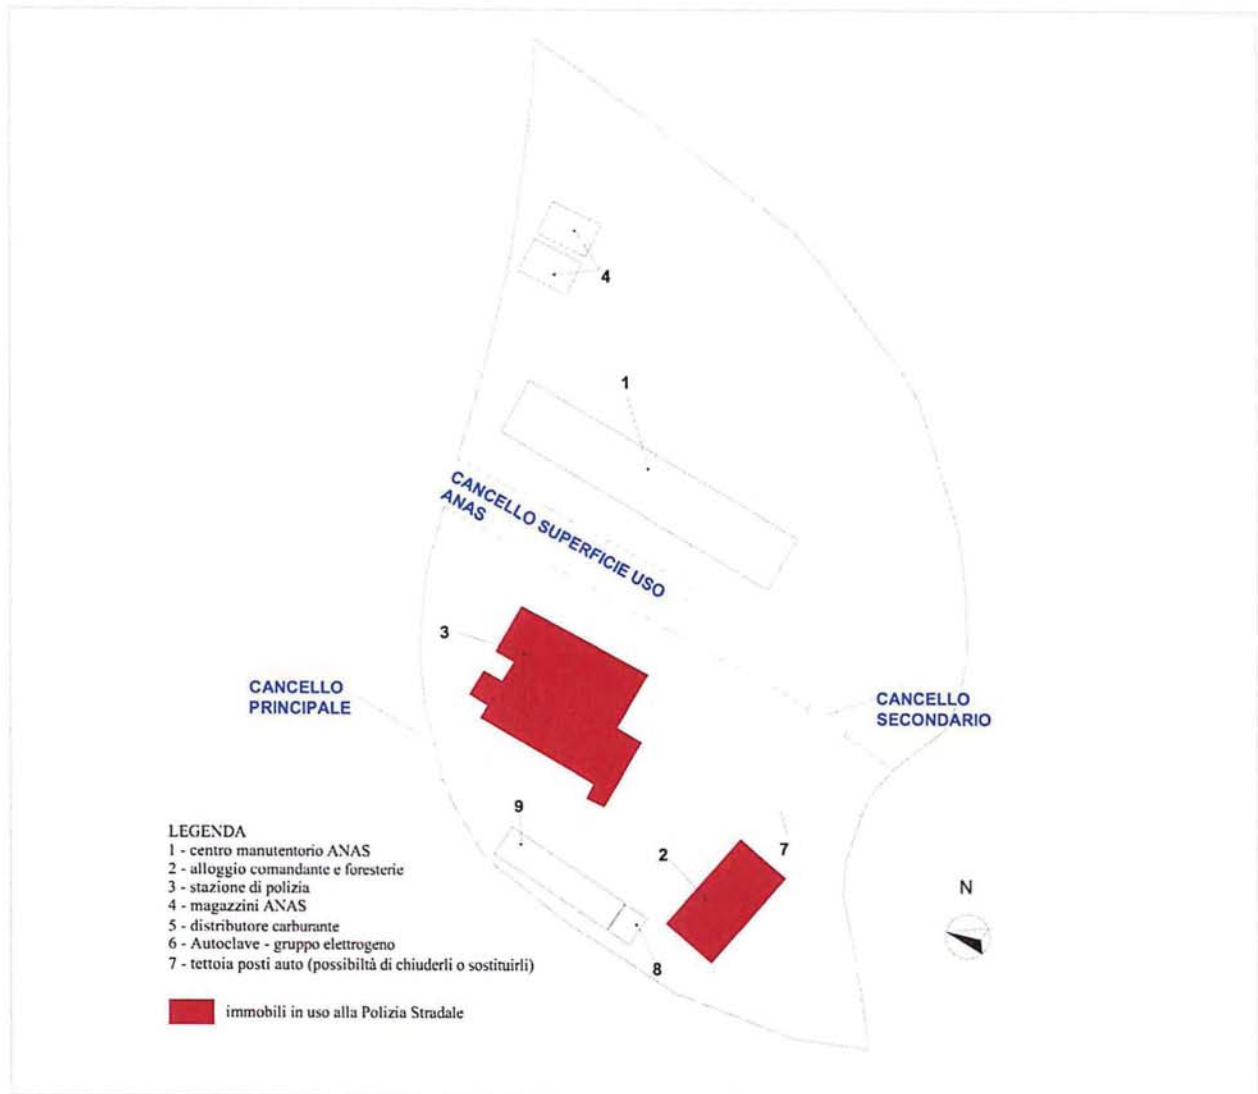 4
1
CANCELLO SUPERFICIE USO
ANAS
3
CANCELLO
PRINCIPALE
CANCELLO
SECONDARIO
9
2
7
8
N
LEGENDA
1 - centro manutentorio ANAS
2 - alloggio comandante e foresterie
3 - stazione di polizia
4 - magazzini ANAS
5 - distributore carburante
6 - Autoclave - gruppo elettrogeno
7 - tettoia posti auto (possibiltà di chiuderli o sostituirli)
immobili in uso alla Polizia Stradale